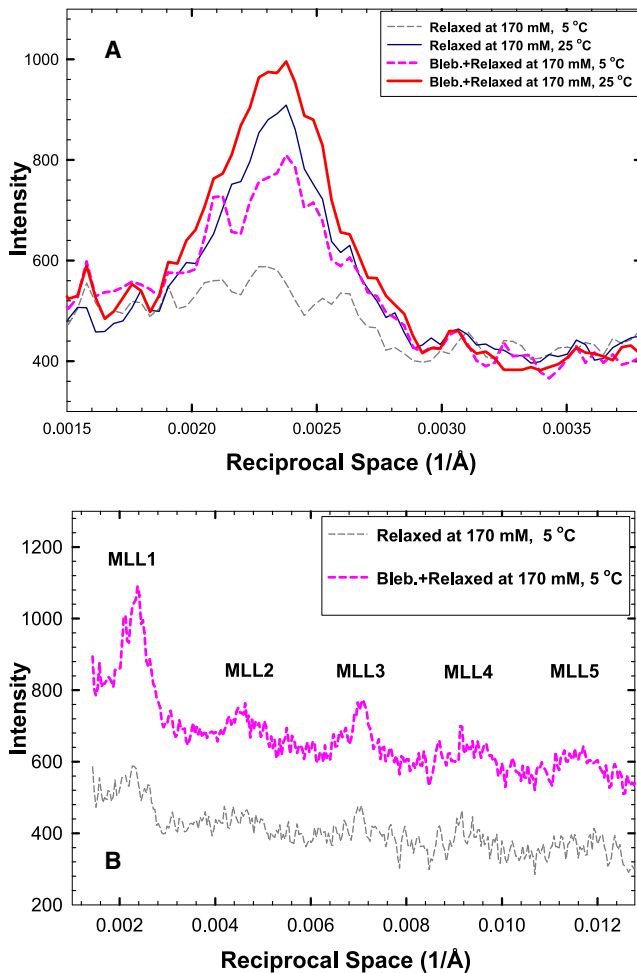 A
Relaxed at 170 mM, 5 °C
Relaxed at 170 mM, 25 °C
Bleb.+Relaxed at 170 mM, 5 °C
Bleb.+Relaxed at 170 mM, 25 °C
1000
800
600
400
Intensity
0.0015 0.0020 0.0025 0.0030 0.0035
Reciprocal Space (1/Å)
Relaxed at 170 mM, 5 °C
Bleb.+Relaxed at 170 mM, 5 °C
MLL1
MLL2
MLL3
MLL4
MLL5
1200
1000
800
600
400
200
Intensity
B
0.002 0.004 0.006 0.008 0.010 0.012
Reciprocal Space (1/Å)